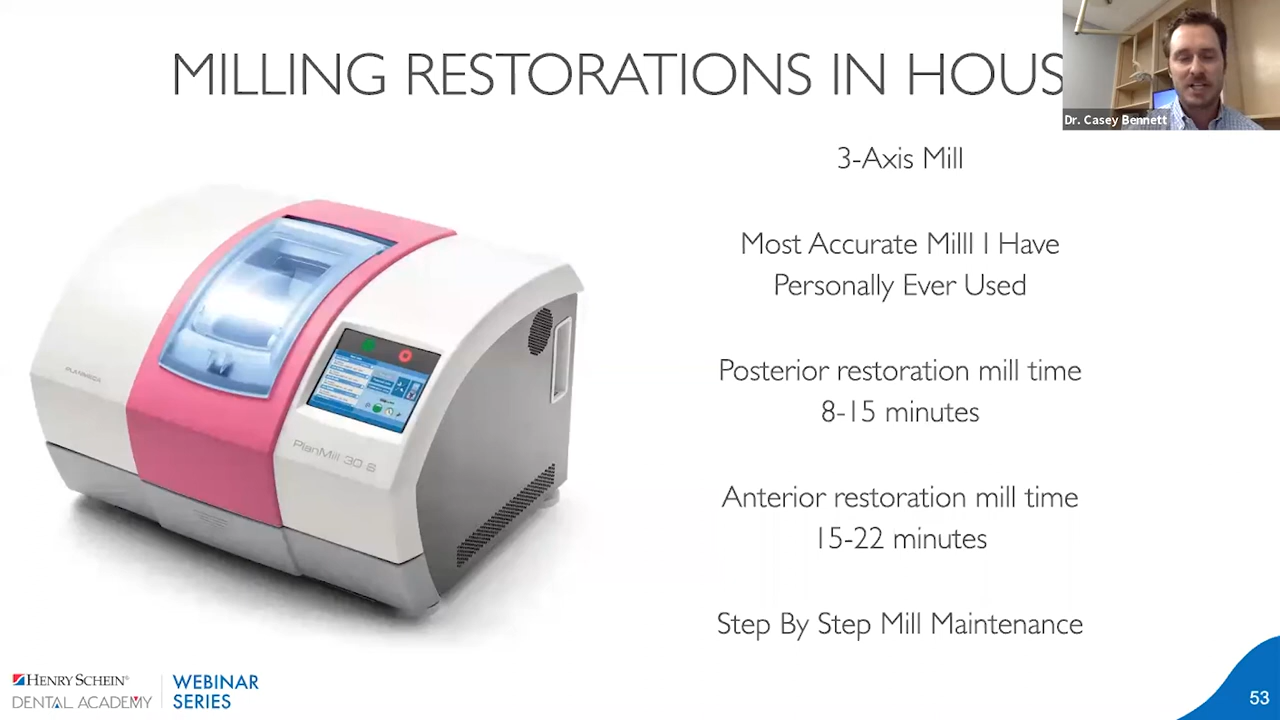 MILLING RESTORATIONS IN HOUS
Dr. Casey Bennett
3-Axis Mill
Most Accurate Milll I Have
Personally Ever Used
Posterior restoration mill time
8-15 minutes
Anterior restoration mill time
15-22 minutes
Step By Step Mill Maintenance
PLANMECA
PlanMill 30 S
HENRY SCHEIN®
DENTAL ACADEMY
WEBINAR
SERIES
53